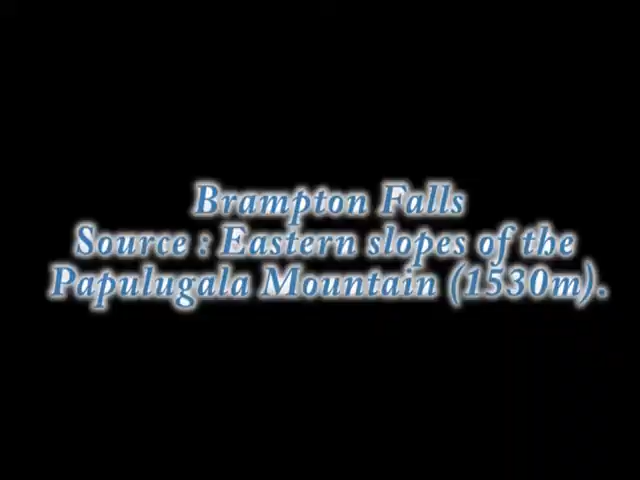 Brampton Falls
Source : Eastern slopes of the
Papulugala Mountain (1530m).